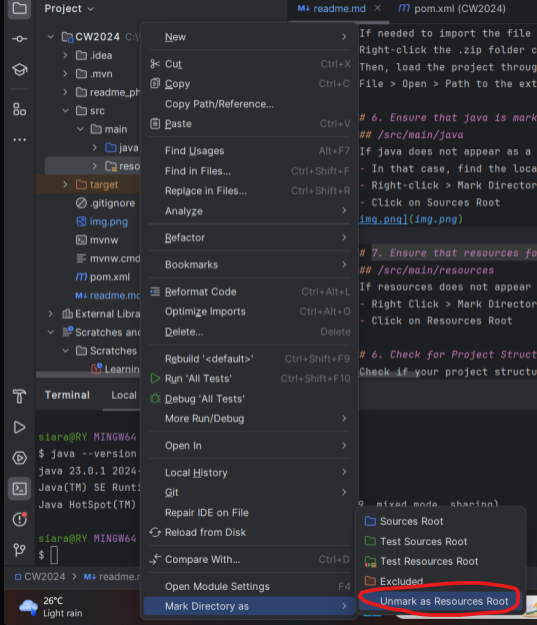 Project
readme.md
pom.xml (CW2024)
CW2024
.idea
.mvn
readme_ph
src
main
java
reso
target
.gitignore
img.png
mvnw
mvnw.cmd
pom.xml
readme.md
External Libra
Scratches and
Scratches
Learnin
New
Cut Ctrl+X
Copy Ctrl+C
Copy Path/Reference...
Paste Ctrl+V
Find Usages Alt+F7
Find in Files... Ctrl+Shift+F
Replace in Files... Ctrl+Shift+R
Analyze
Refactor
Bookmarks
Reformat Code Ctrl+Alt+L
Optimize Imports Ctrl+Alt+O
Delete... Delete
Rebuild '<default>' Ctrl+Shift+F9
Run 'All Tests' Ctrl+Shift+F10
Debug 'All Tests'
More Run/Debug
Open In
Local History
Git
Repair IDE on File
Reload from Disk
Compare With... Ctrl+D
Open Module Settings F4
Mark Directory as
Sources Root
Test Sources Root
Test Resources Root
Excluded
Unmark as Resources Root
If needed to import the file
Right-click the .zip folder c
Then, load the project throug
File > Open > Path to the ext
# 6. Ensure that java is mark
## /src/main/java
If java does not appear as a
- In that case, find the loca
- Right-click > Mark Director
- Click on Sources Root
img.png](img.png)
# 7. Ensure that resources fo
## /src/main/resources
If resources does not appear
- Right Click > Mark Director
- Click on Resources Root
# 6. Check for Project Struct
Check if your project structu
Terminal Local
siara@RY MINGW64
$ java --version
java 23.0.1 2024-
Java(TM) SE Runti
Java HotSpot(TM)
9, mixed mode, sharing)
siara@RY MINGW64
$
CW2024 > readme.m
26°C
Light rain